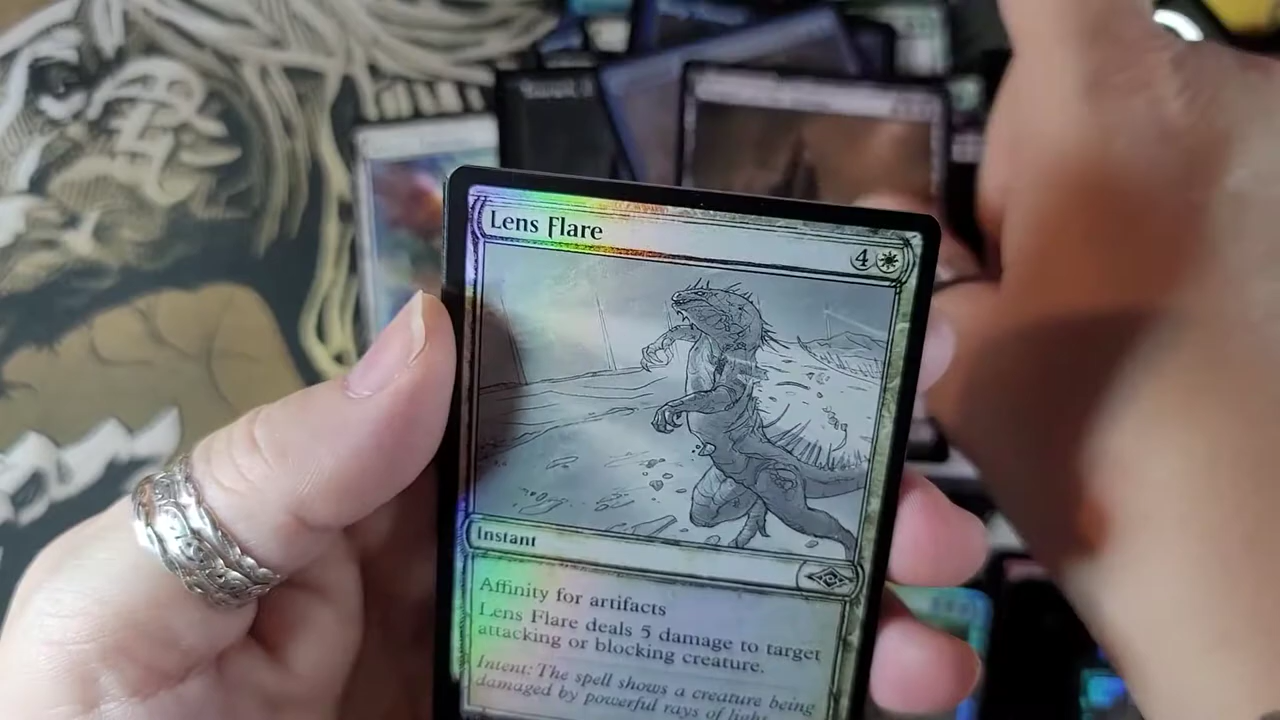 Lens Flare
4
Instant
Affinity for artifacts
Lens Flare deals 5 damage to target
attacking or blocking creature.
Intent: The spell shows a creature being
damaged by powerful rays of light